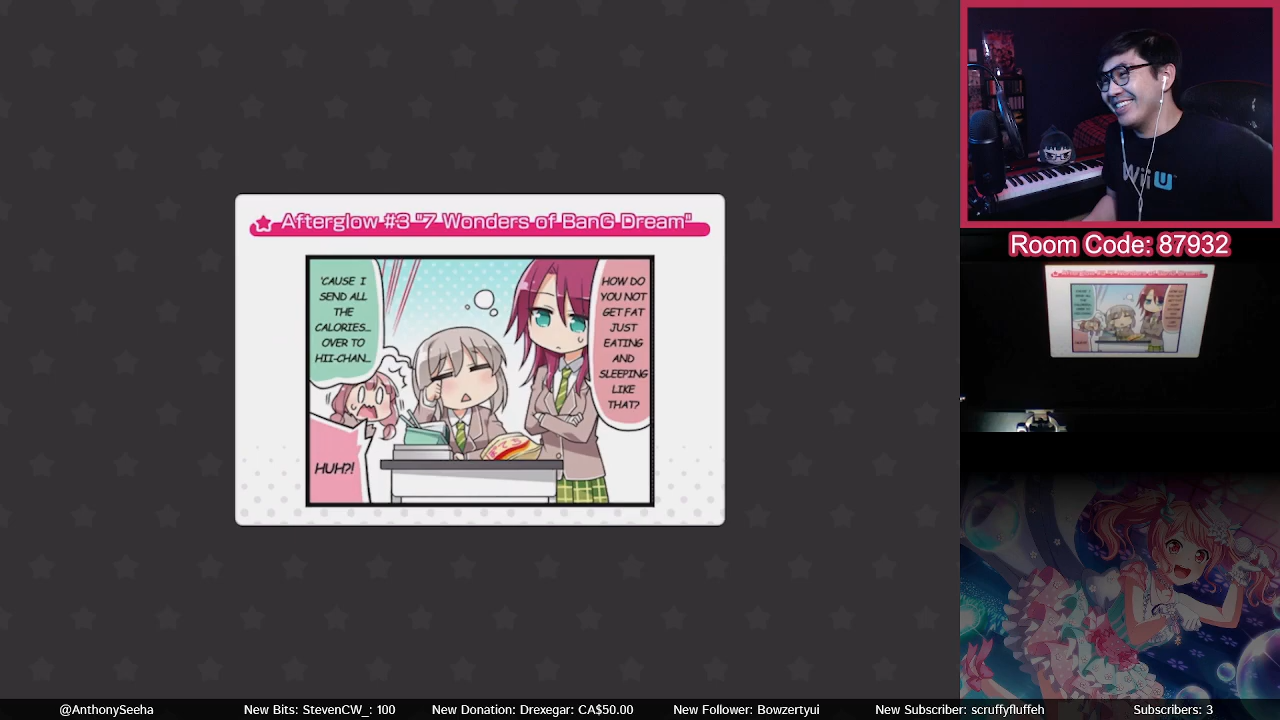 Afterglow #3 "7 Wonders of BanG Dream"
HOW DO
YOU NOT
GET FAT
JUST
EATING
AND
SLEEPING
LIKE
THAT?
'CAUSE I
SEND ALL
THE
CALORIES...
OVER TO
HII-CHAN...
HUH?!
Wii U
Room Code: 87932
@AnthonySeeha
New Bits: StevenCW_: 100
New Donation: Drexegar: CA$50.00
New Follower: Bowzertyui
New Subscriber: scruffyfluffeh
Subscribers: 3